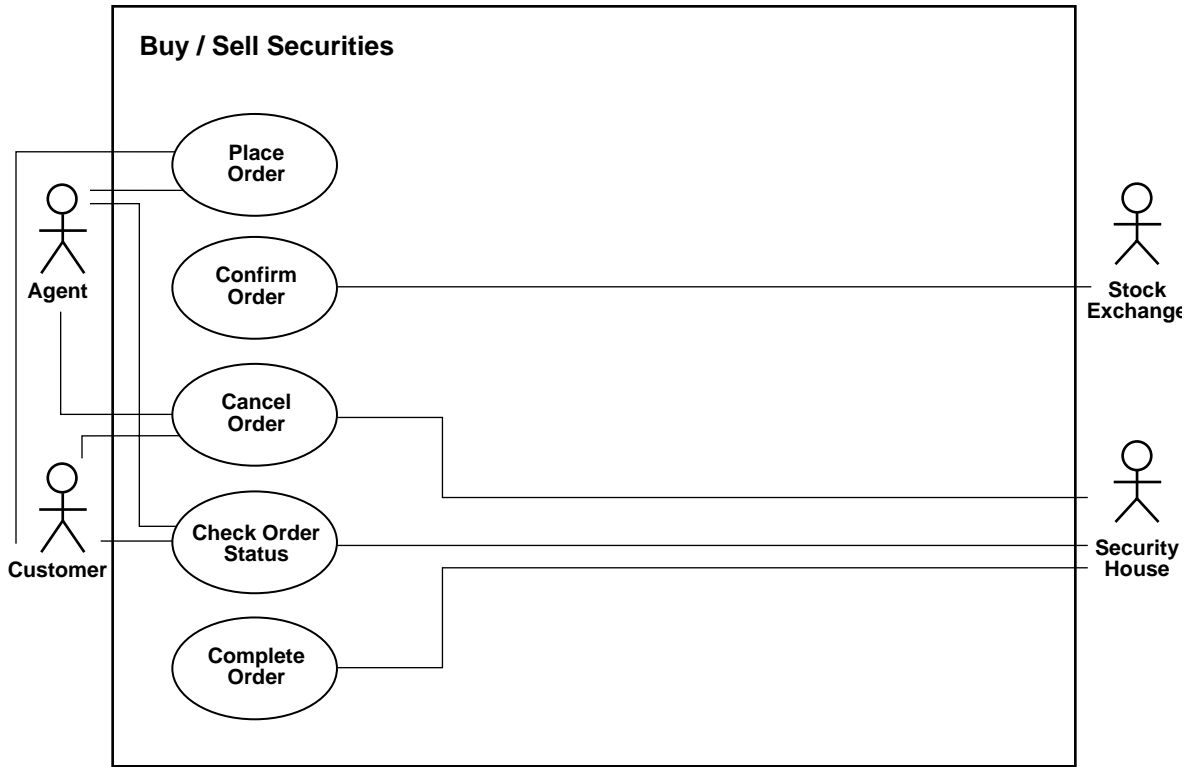 Buy / Sell Securities
Place
Order
Agent
Confirm
Order
Stock
Exchange
Cancel
Order
Customer
Check Order
Status
Security
House
Complete
Order